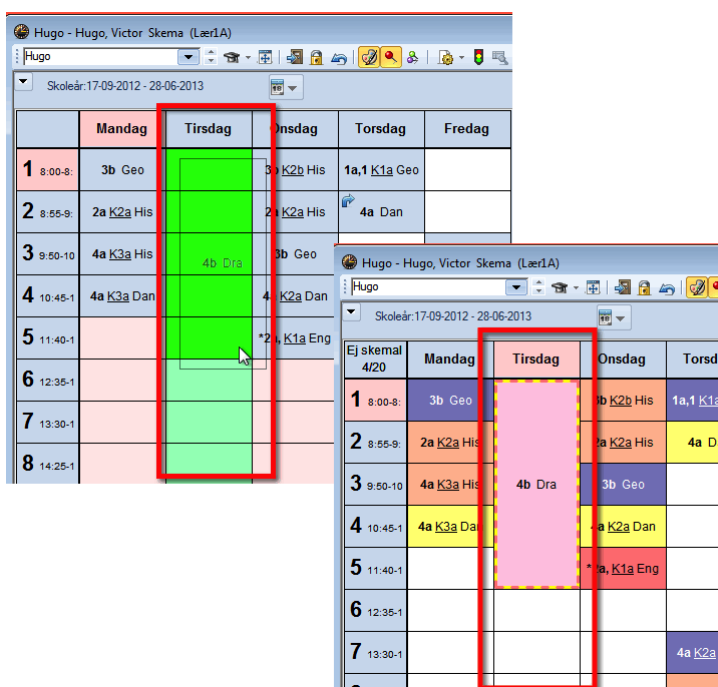 Hugo - Hugo, Victor Skema (Lær1A)
Hugo
Skoleår:17-09-2012 - 28-06-2013
Mandag Tirsdag Onsdag Torsdag Fredag
1 8:00-8: 3b Geo 3b K2b His 1a,1 K1a Geo
2 8:55-9: 2a K2a His 2a K2a His 4a Dan
3 9:50-10 4a K3a His 4b Dra 3b Geo
4 10:45-1 4a K3a Dan 4a K2a Dan
5 11:40-1 *2a, K1a Eng
6 12:35-1
7 13:30-1
8 14:25-1
Hugo - Hugo, Victor Skema (Lær1A)
Hugo
Skoleår:17-09-2012 - 28-06-2013
Ej skemal
4/20
Mandag Tirsdag Onsdag Torsd
1 8:00-8: 3b Geo 3b K2b His 1a,1 K1a
2 8:55-9: 2a K2a His 2a K2a His 4a D
3 9:50-10 4a K3a His 4b Dra 3b Geo
4 10:45-1 4a K3a Dan 4a K2a Dan
5 11:40-1 *2a, K1a Eng
6 12:35-1
7 13:30-1 4a K2a